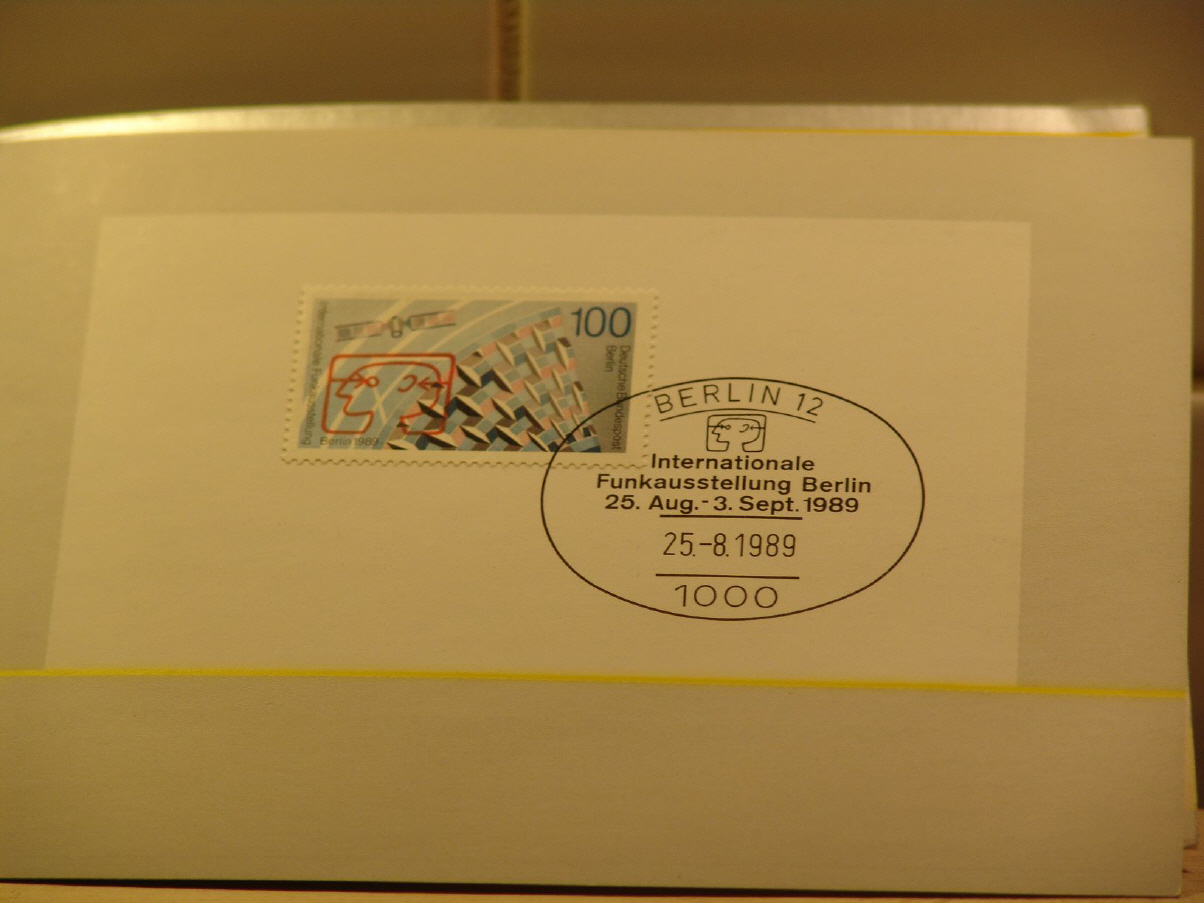 100
Deutsche Bundespost
Berlin
Internationale Funkausstellung
Berlin 1989
BERLIN 12
Internationale
Funkausstellung Berlin
25. Aug.-3. Sept. 1989
25.-8.1989
1000